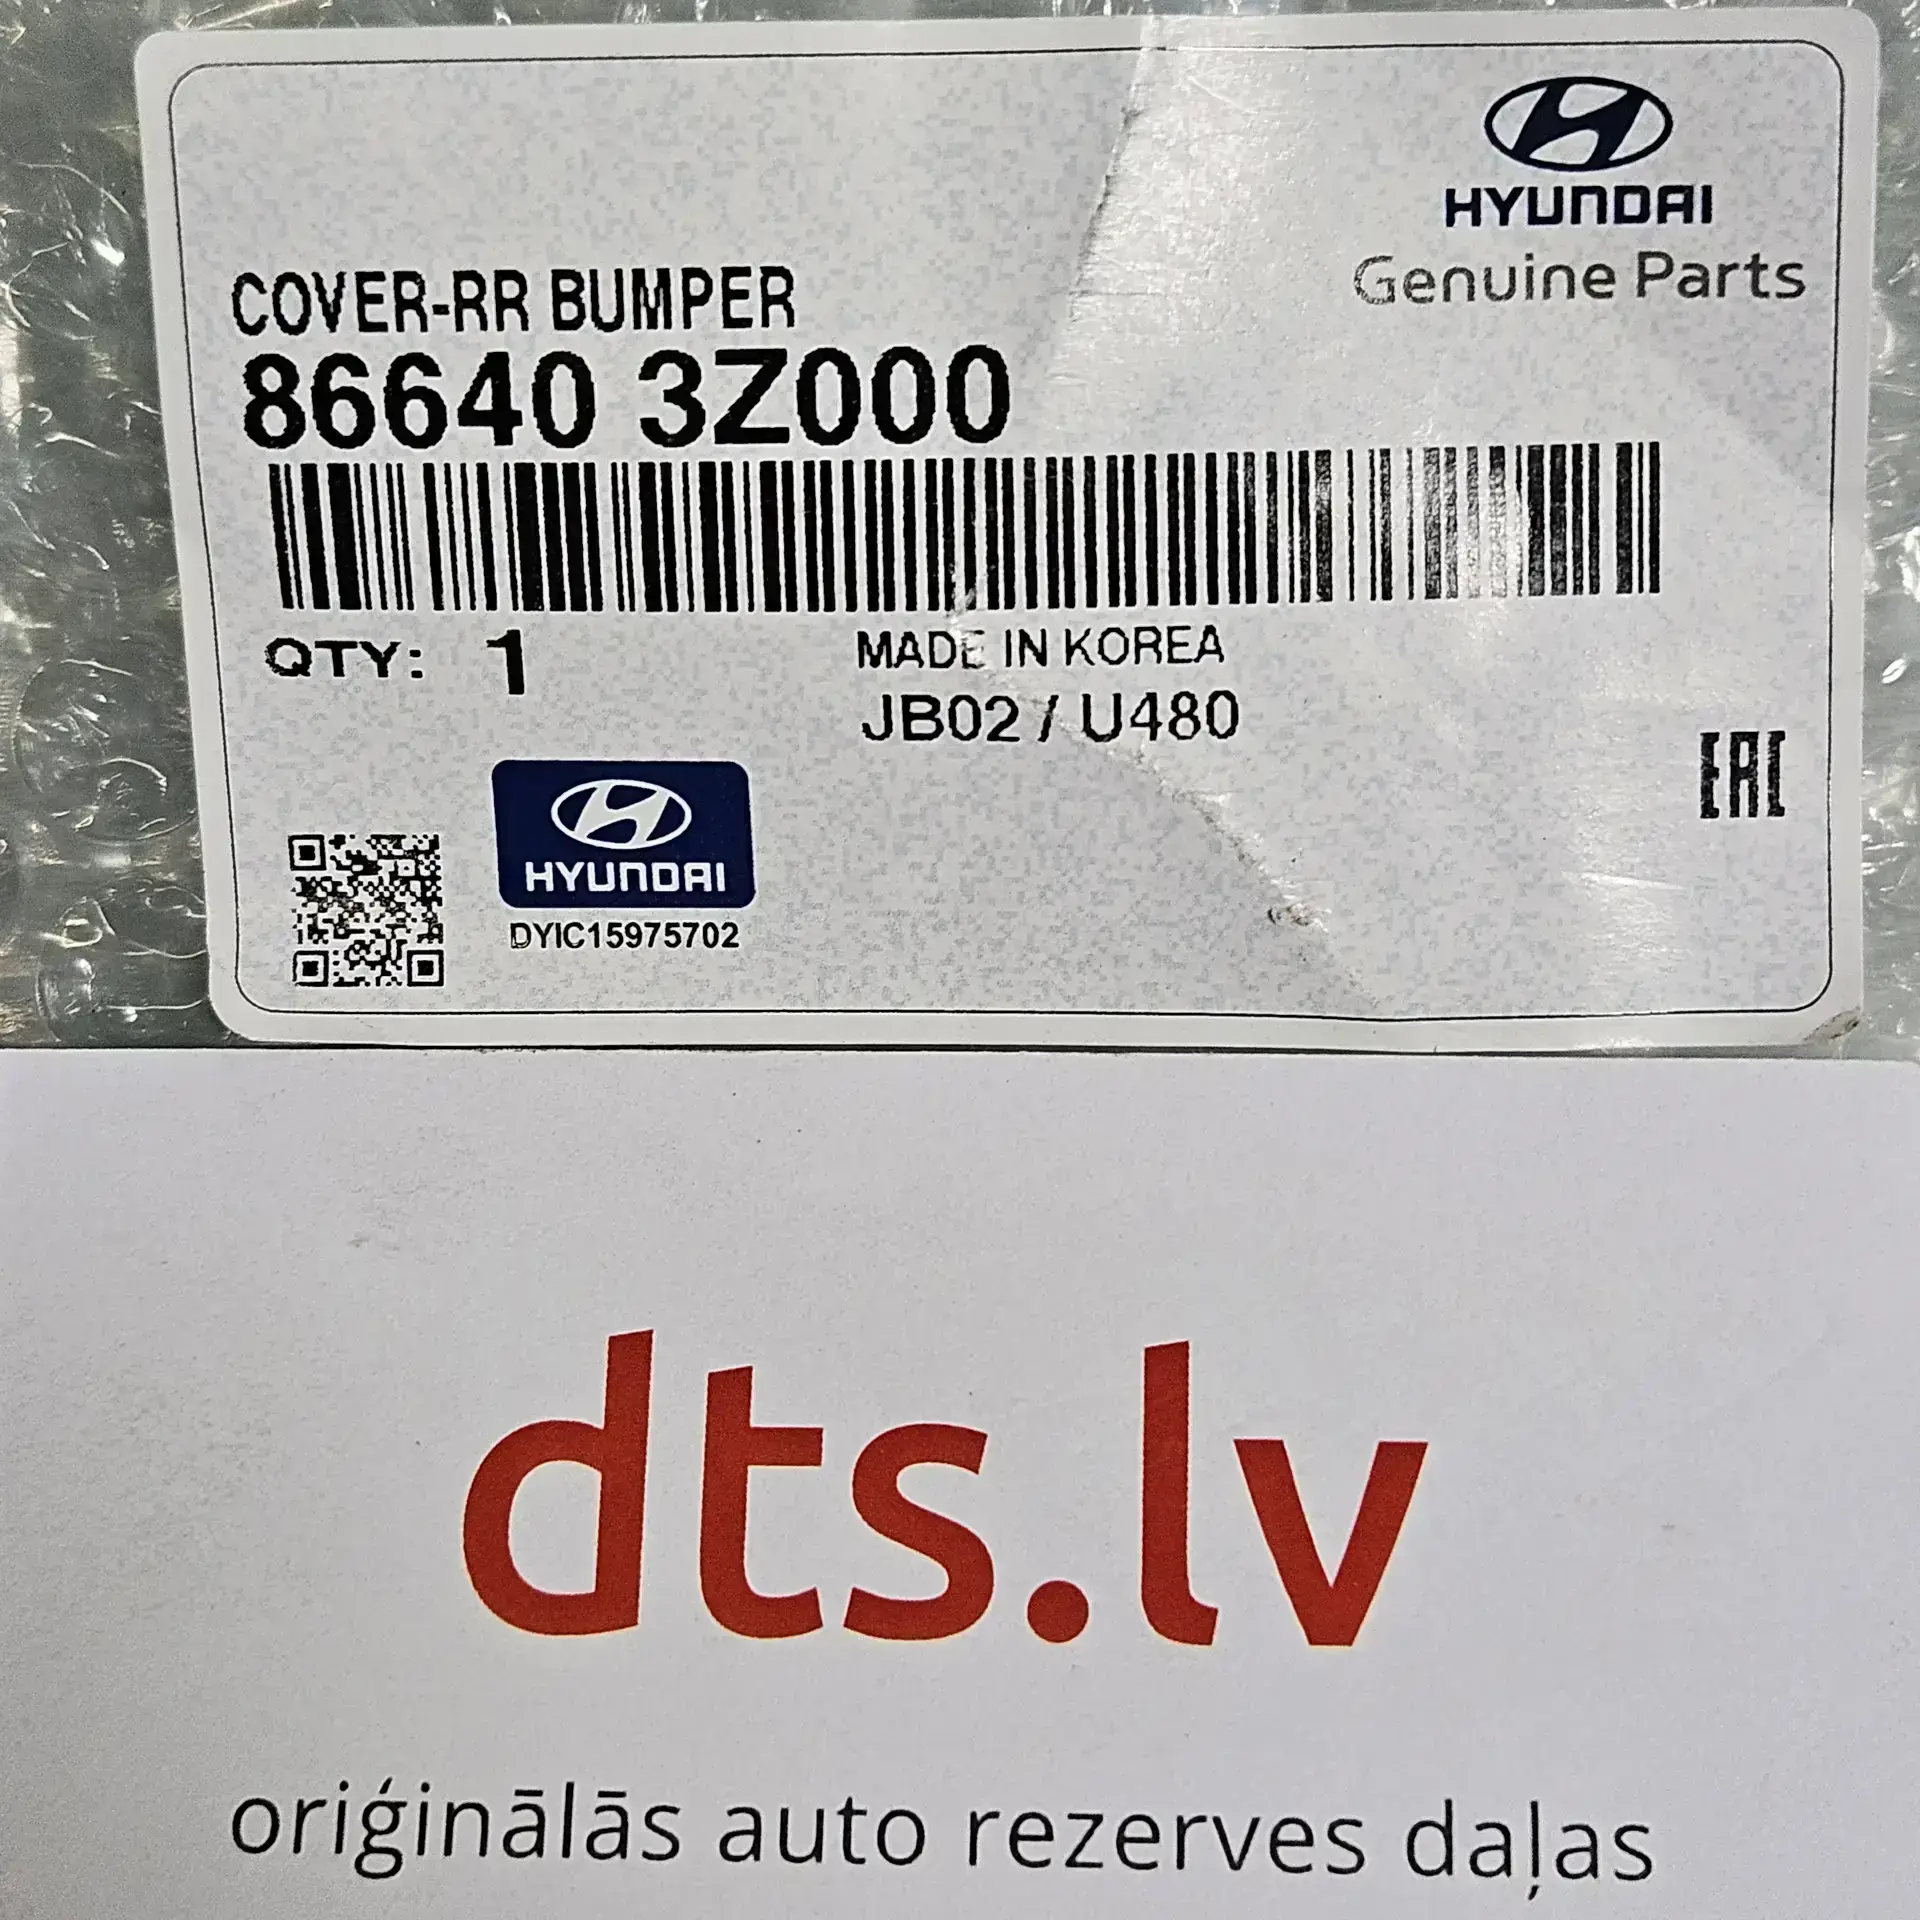 HYUNDAI
Genuine Parts
COVER-RR BUMPER
86640 3Z000
QTY: 1
MADE IN KOREA
JB02 / U480
EAC
HYUNDAI
DYIC15975702
dts.lv
oriģinālās auto rezerves daļas